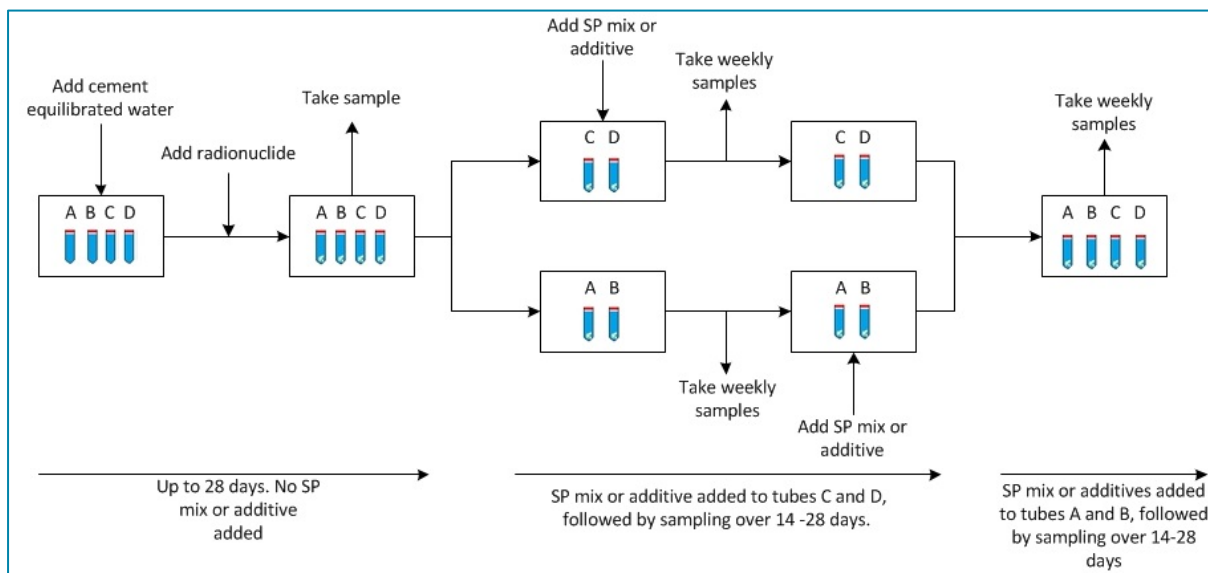 Add cement
equilibrated water
Add radionuclide
Take sample
Add SP mix or
additive
Take weekly
samples
Take weekly
samples
A B C D
A B C D
C D
C D
A B
A B
A B C D
Take weekly
samples
Add SP mix or
additive
Up to 28 days. No SP
mix or additive
added
SP mix or additive added to tubes C and D,
followed by sampling over 14 -28 days.
SP mix or additives added
to tubes A and B, followed
by sampling over 14-28
days